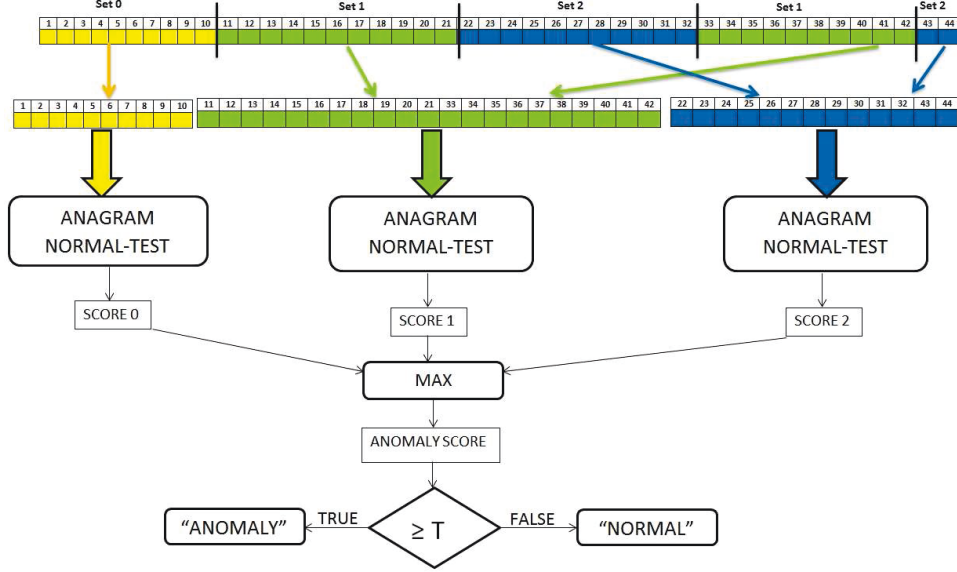 Set 0 Set 1 Set 2 Set 1 Set 2
1 2 3 4 5 6 7 8 9 10 11 12 13 14 15 16 17 18 19 20 21 22 23 24 25 26 27 28 29 30 31 32 33 34 35 36 37 38 39 40 41 42 43 44
1 2 3 4 5 6 7 8 9 10 11 12 13 14 15 16 17 18 19 20 21 33 34 35 36 37 38 39 40 41 42 22 23 24 25 26 27 28 29 30 31 32 43 44
ANAGRAM
NORMAL-TEST
ANAGRAM
NORMAL-TEST
ANAGRAM
NORMAL-TEST
SCORE 0
SCORE 1
SCORE 2
MAX
ANOMALY SCORE
"ANOMALY" TRUE ≥ T FALSE "NORMAL"